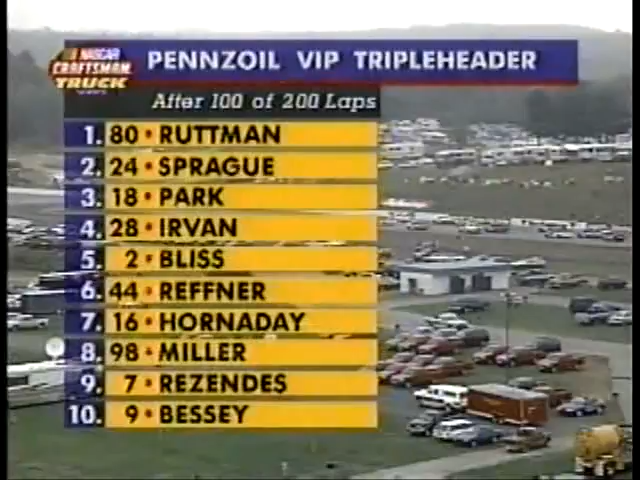 NASCAR
CRAFTSMAN
TRUCK
SERIES
PENNZOIL VIP TRIPLEHEADER
After 100 of 200 Laps
1. 80 • RUTTMAN
2. 24 • SPRAGUE
3. 18 • PARK
4. 28 • IRVAN
5. 2 • BLISS
6. 44 • REFFNER
7. 16 • HORNADAY
8. 98 • MILLER
9. 7 • REZENDES
10. 9 • BESSEY